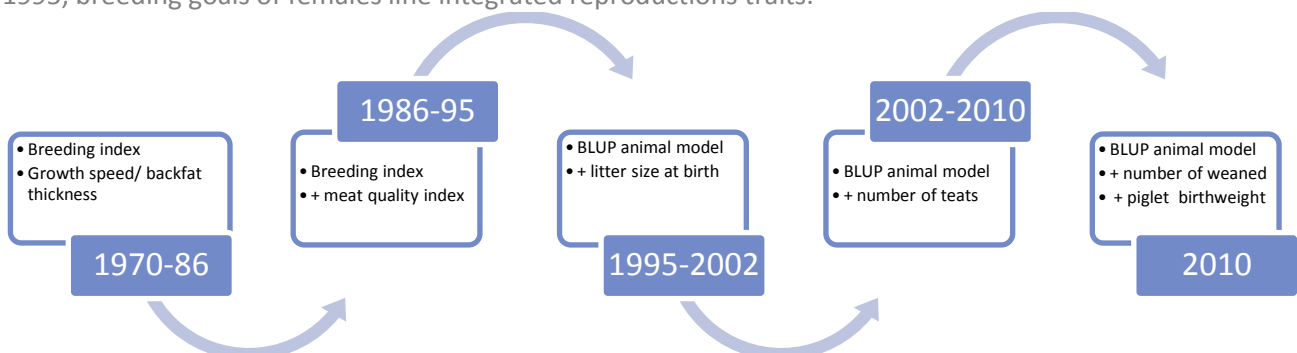 1995, breeding goals of females line integrated reproductions traits.
1970-86
• Breeding index
• Growth speed/ backfat
thickness
1986-95
• Breeding index
• + meat quality index
1995-2002
• BLUP animal model
• + litter size at birth
2002-2010
• BLUP animal model
• + number of teats
2010
• BLUP animal model
• + number of weaned
• + piglet birthweight